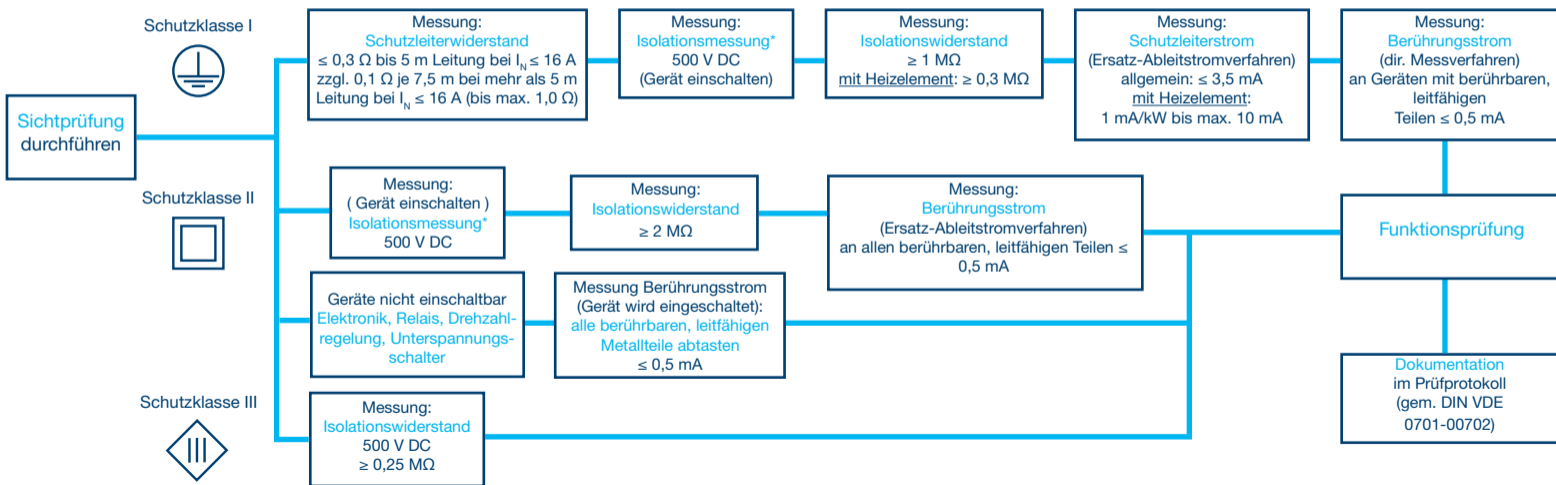 Schutzklasse I
Sichtprüfung
durchführen
Messung:
Schutzleiterwiderstand
≤ 0,3 Ω bis 5 m Leitung bei I_N ≤ 16 A
zzgl. 0,1 Ω je 7,5 m bei mehr als 5 m
Leitung bei I_N ≤ 16 A (bis max. 1,0 Ω)
Messung:
Isolationsmessung*
500 V DC
(Gerät einschalten)
Messung:
Isolationswiderstand
≥ 1 MΩ
mit Heizelement: ≥ 0,3 MΩ
Messung:
Schutzleiterstrom
(Ersatz-Ableitstromverfahren)
allgemein: ≤ 3,5 mA
mit Heizelement:
1 mA/kW bis max. 10 mA
Messung:
Berührungsstrom
(dir. Messverfahren)
an Geräten mit berührbaren,
leitfähigen
Teilen ≤ 0,5 mA
Schutzklasse II
Messung:
( Gerät einschalten )
Isolationsmessung*
500 V DC
Messung:
Isolationswiderstand
≥ 2 MΩ
Messung:
Berührungsstrom
(Ersatz-Ableitstromverfahren)
an allen berührbaren, leitfähigen Teilen ≤
0,5 mA
Funktionsprüfung
Geräte nicht einschaltbar
Elektronik, Relais, Drehzahl-
regelung, Unterspannungs-
schalter
Messung Berührungsstrom
(Gerät wird eingeschaltet):
alle berührbaren, leitfähigen
Metallteile abtasten
≤ 0,5 mA
Dokumentation
im Prüfprotokoll
(gem. DIN VDE
0701-00702)
Schutzklasse III
III
Messung:
Isolationswiderstand
500 V DC
≥ 0,25 MΩ